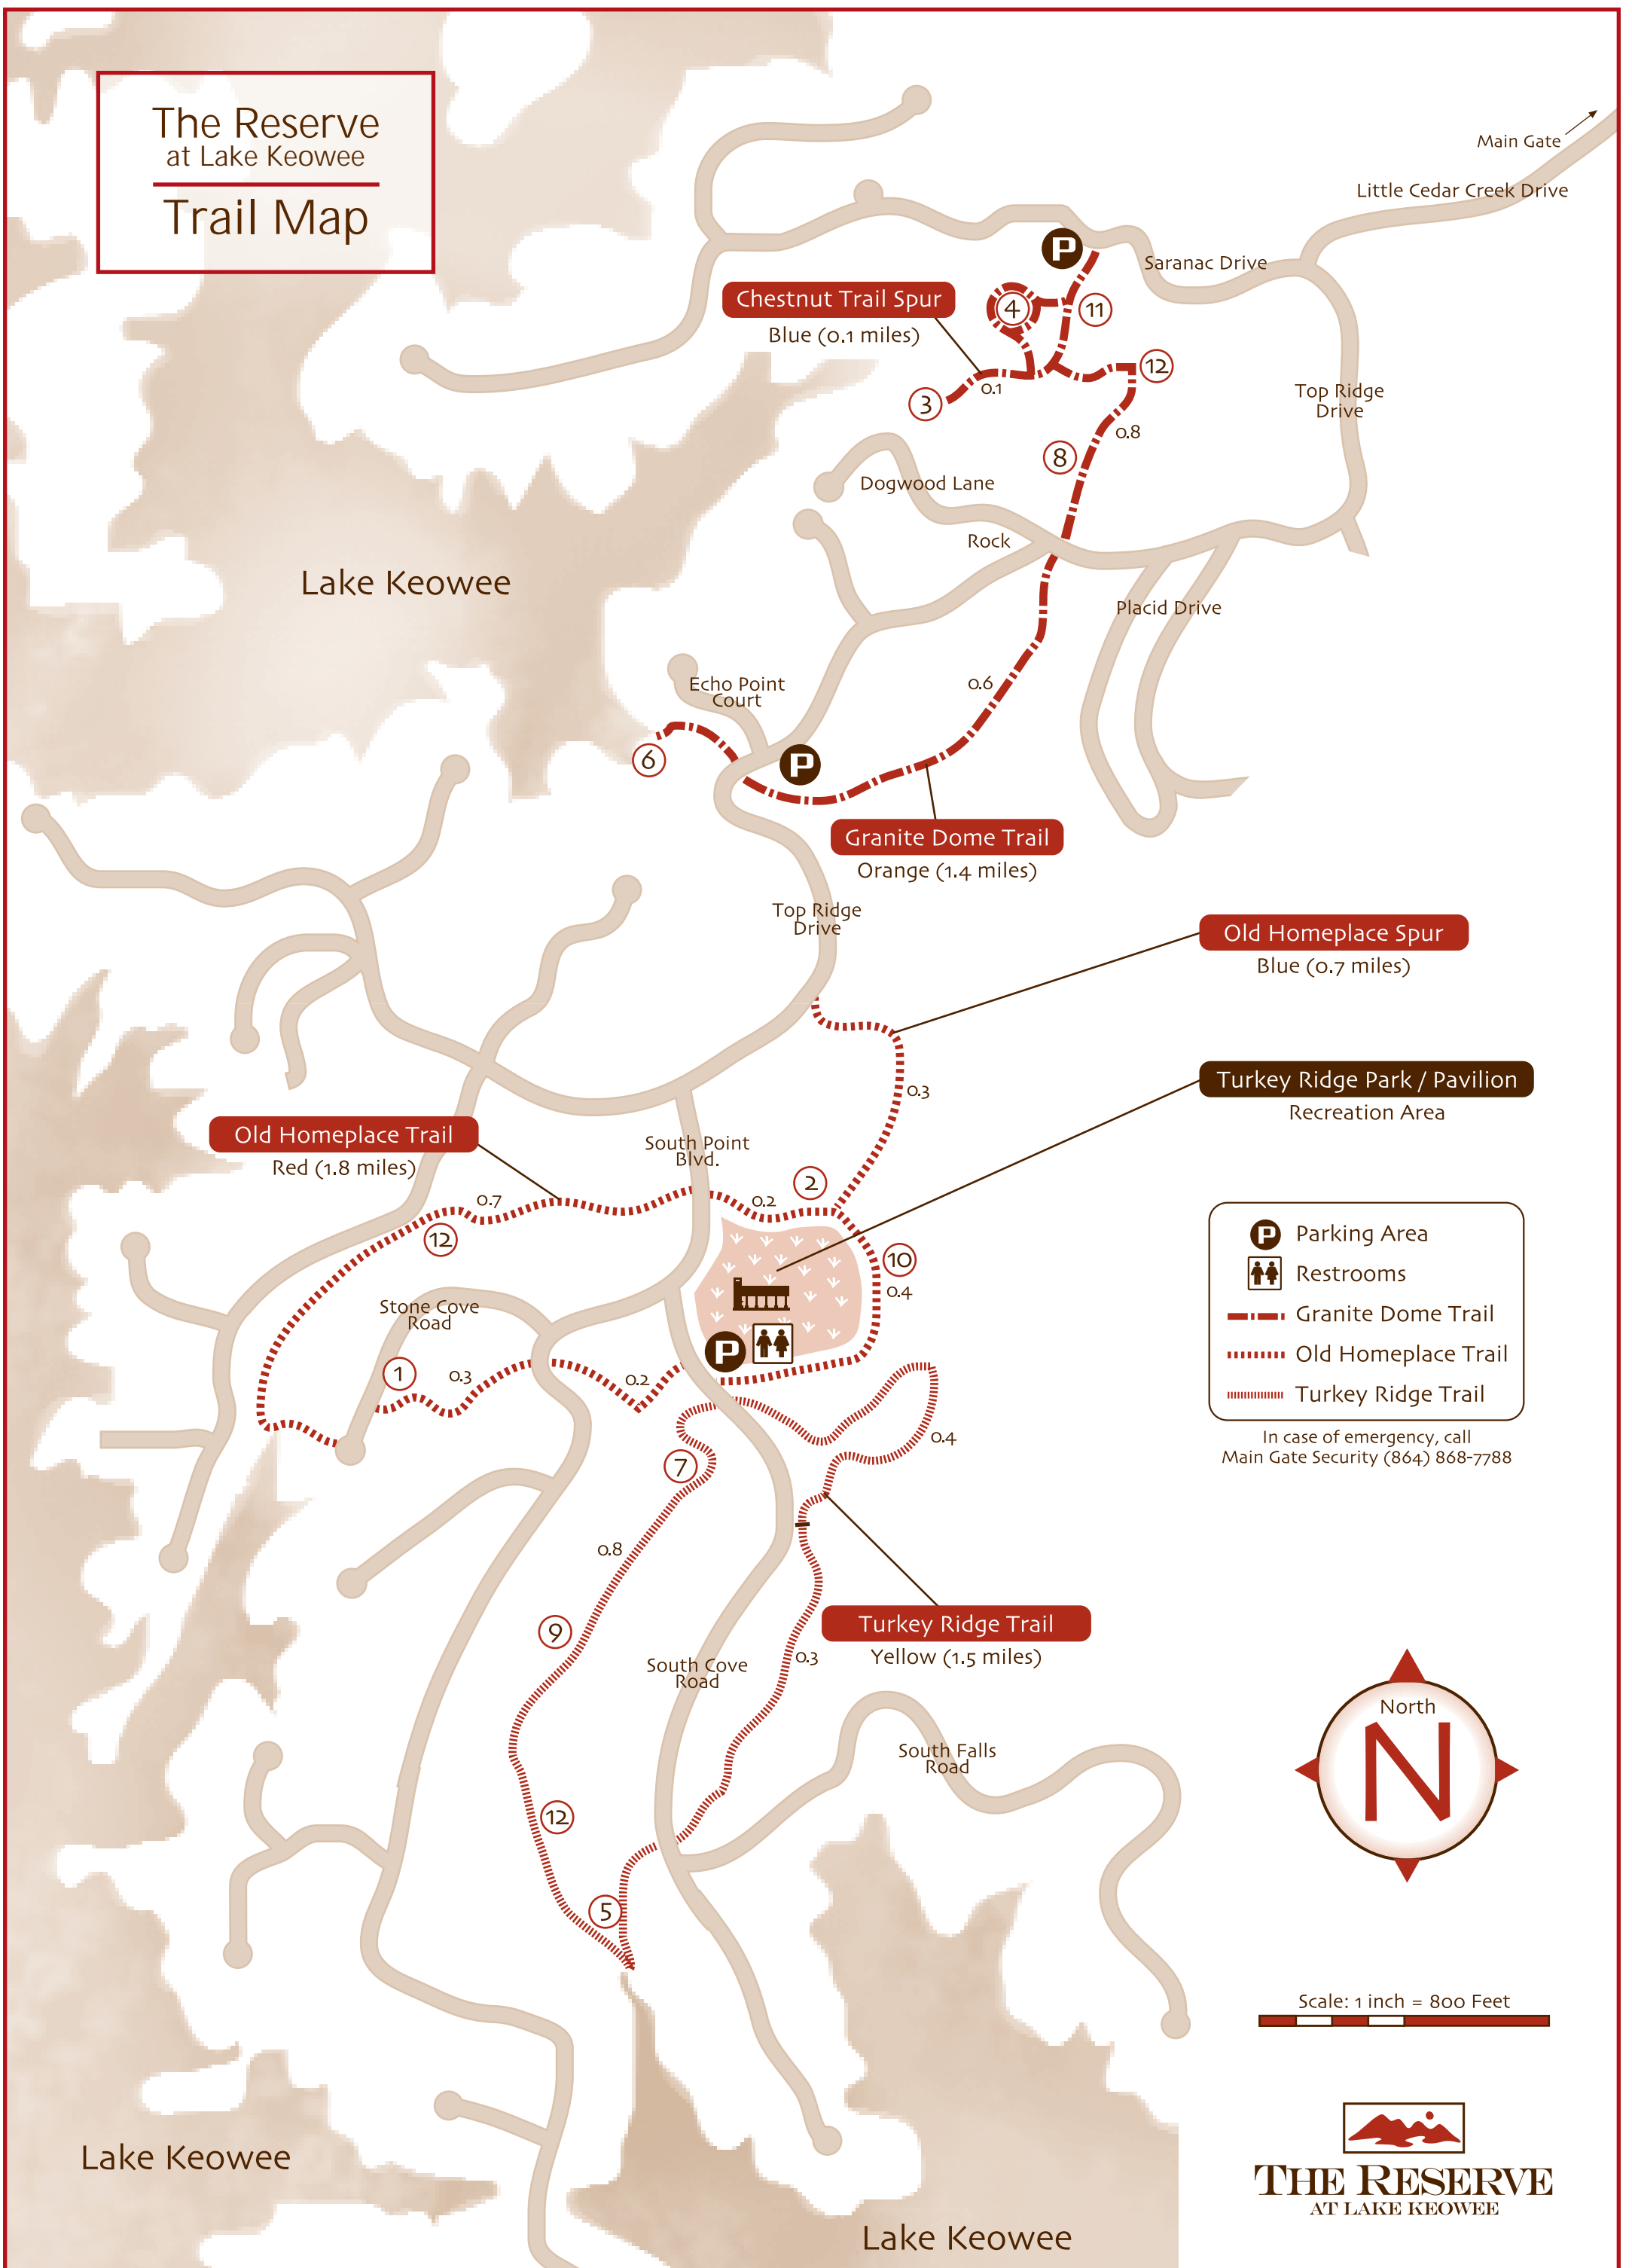 The Reserve
at Lake Keowee
Trail Map
Main Gate
Little Cedar Creek Drive
P
Saranac Drive
Chestnut Trail Spur
Blue (0.1 miles)
4
11
12
0.1
3
Top Ridge
Drive
0.8
8
Dogwood Lane
Rock
Lake Keowee
Placid Drive
Echo Point
Court
0.6
6
P
Granite Dome Trail
Orange (1.4 miles)
Top Ridge
Drive
Old Homeplace Spur
Blue (0.7 miles)
0.3
Turkey Ridge Park / Pavilion
Recreation Area
Old Homeplace Trail
Red (1.8 miles)
South Point
Blvd.
0.7
0.2
2
12
10
0.4
Stone Cove
Road
P
1
0.3
0.2
P Parking Area
Restrooms
Granite Dome Trail
Old Homeplace Trail
Turkey Ridge Trail
In case of emergency, call
Main Gate Security (864) 868-7788
0.4
7
0.8
9
Turkey Ridge Trail
Yellow (1.5 miles)
0.3
South Cove
Road
North
N
South Falls
Road
12
5
Scale: 1 inch = 800 Feet
Lake Keowee
Lake Keowee
THE RESERVE
AT LAKE KEOWEE